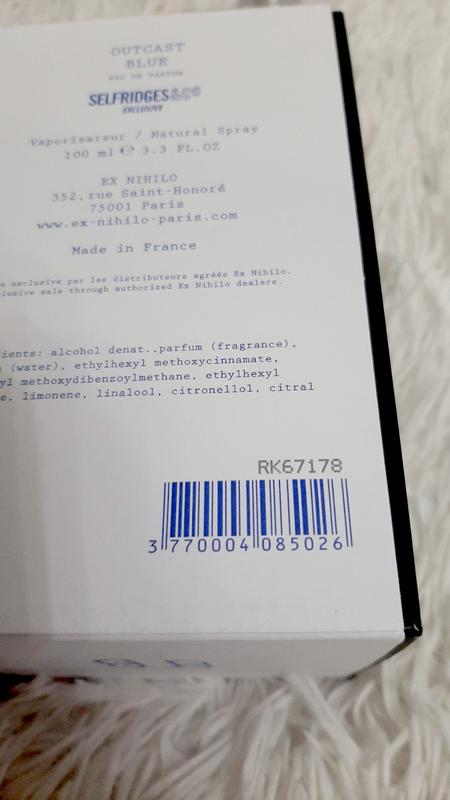 OUTCAST
BLUE
EAU DE PARFUM
SELFRIDGES&CO
EXCLUSIVE
Vaporisateur / Natural Spray
100 ml ℮ 3.3 FL.OZ
EX NIHILO
352, rue Saint-Honoré
75001 Paris
www.ex-nihilo-paris.com
Made in France
exclusive par les distributeurs agréés Ex Nihilo.
sale through authorized Ex Nihilo dealers.
alcohol denat.,parfum (fragrance),
(water), ethylhexyl methoxycinnamate,
methoxydibenzoylmethane, ethylhexyl
limonene, linalool, citronellol, citral
RK67178
3 770004 085026